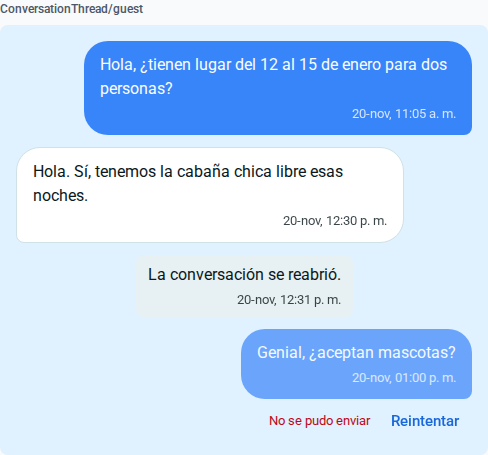 ConversationThread/guest
Hola, ¿tienen lugar del 12 al 15 de enero para dos
personas?
20-nov, 11:05 a. m.
Hola. Sí, tenemos la cabaña chica libre esas
noches.
20-nov, 12:30 p. m.
La conversación se reabrió.
20-nov, 12:31 p. m.
Genial, ¿aceptan mascotas?
20-nov, 01:00 p. m.
No se pudo enviar Reintentar